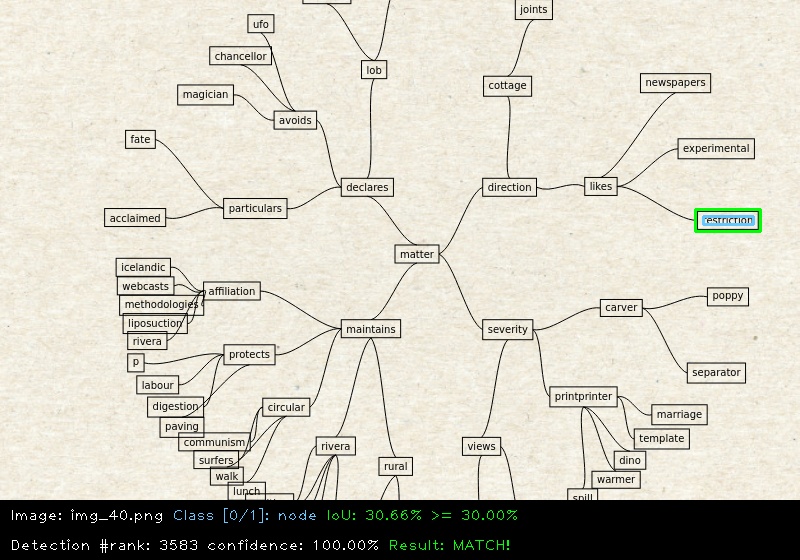 joints
ufo
chancellor
lob
cottage
newspapers
magician
avoids
fate
experimental
declares
direction
likes
particulars
acclaimed
restriction
matter
icelandic
webcasts
affiliation
methodologies
poppy
carver
liposuction
maintains
severity
rivera
p
protects
separator
labour
printprinter
digestion
circular
marriage
paving
communism
rivera
views
template
surfers
dino
rural
walk
warmer
lunch
spill
Image: img_40.png Class [0/1]: node IoU: 30.66% >= 30.00%
Detection #rank: 3583 confidence: 100.00% Result: MATCH!